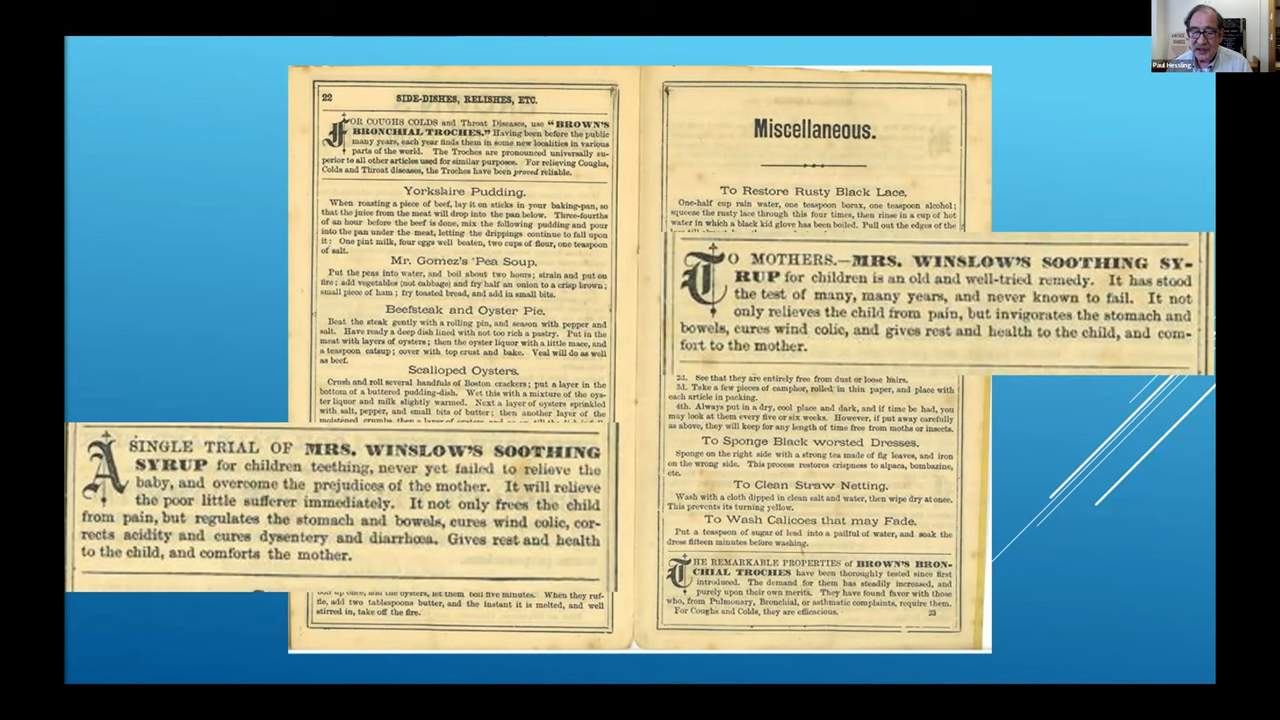 Paul Hessling
22 SIDE-DISHES, RELISHES, ETC.
FOR COUGHS COLDS and Throat Diseases, use "BROWN'S
BRONCHIAL TROCHES." Having been before the public
many years, each year finds them in some new localities in various
parts of the world. The Troches are pronounced universally su-
perior to all other articles used for similar purposes. For relieving Coughs,
Colds and Throat diseases, the Troches have been proved reliable.
Yorkshire Pudding.
When roasting a piece of beef, lay it on sticks in your baking-pan, so
that the juice from the meat will drop into the pan below. Three-fourths
of an hour before the beef is done, mix the following pudding and pour
into the pan under the meat, letting the drippings continue to fall upon
it: One pint milk, four eggs well beaten, two cups of flour, one teaspoon
of salt.
Mr. Gomez's Pea Soup.
Put the peas into water, and boil about two hours; strain and put on
fire; add vegetables (not cabbage) and fry half an onion to a crisp brown;
small piece of ham; fry toasted bread, and add in small bits.
Beefsteak and Oyster Pie.
Beat the steak gently with a rolling pin, and season with pepper and
salt. Have ready a deep dish lined with not too rich a pastry. Put in the
meat with layers of oysters; then the oyster liquor with a little mace, and
a teaspoon catsup; cover with top crust and bake. Veal will do as well
as beef.
Scalloped Oysters.
Crush and roll several handfuls of Boston crackers; put a layer in the
bottom of a buttered pudding-dish. Wet this with a mixture of the oys-
ter liquor and milk slightly warmed. Next a layer of oysters sprinkled
with salt, pepper, and small bits of butter; then another layer of the
A SINGLE TRIAL OF MRS. WINSLOW'S SOOTHING
SYRUP for children teething, never yet failed to relieve the
baby, and overcome the prejudices of the mother. It will relieve
the poor little sufferer immediately. It not only frees the child
from pain, but regulates the stomach and bowels, cures wind colic, cor-
rects acidity and cures dysentery and diarrhœa. Gives rest and health
to the child, and comforts the mother.
let them boil five minutes. When they ruf-
fle, add two tablespoons butter, and the instant it is melted, and well
stirred in, take off the fire.
Miscellaneous.
To Restore Rusty Black Lace.
One-half cup rain water, one teaspoon borax, one teaspoon alcohol;
squeeze the rusty lace through this four times, then rinse in a cup of hot
water in which a black kid glove has been boiled. Pull out the edges of the
TO MOTHERS.—MRS. WINSLOW'S SOOTHING SY-
RUP for children is an old and well-tried remedy. It has stood
the test of many, many years, and never known to fail. It not
only relieves the child from pain, but invigorates the stomach and
bowels, cures wind colic, and gives rest and health to the child, and com-
fort to the mother.
2d. See that they are entirely free from dust or loose hairs.
3d. Take a few pieces of camphor, rolled in thin paper, and place with
each article in packing.
4th. Always put in a dry, cool place and dark, and if time be had, you
may look at them every five or six weeks. However, if put away carefully
as above, they will keep for any length of time free from moths or insects.
To Sponge Black worsted Dresses.
Sponge on the right side with a strong tea made of fig leaves, and iron
on the wrong side. This process restores crispness to alpaca, bombazine,
etc.
To Clean Straw Netting.
Wash with a cloth dipped in clean salt and water, then wipe dry at once.
This prevents its turning yellow.
To Wash Calicoes that may Fade.
Put a teaspoon of sugar of lead into a pailful of water, and soak the
dress fifteen minutes before washing.
THE REMARKABLE PROPERTIES of BROWN'S BRON-
CHIAL TROCHES have been thoroughly tested since first
introduced. The demand for them has steadily increased, and
purely upon their own merits. They have found favor with those
who, from Pulmonary, Bronchial, or asthmatic complaints, require them.
For Coughs and Colds, they are efficacious. 23